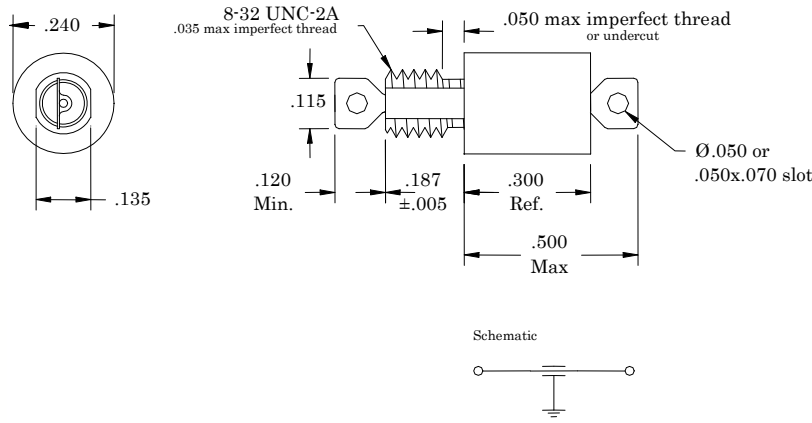 .240
8-32 UNC-2A
.035 max imperfect thread
.050 max imperfect thread
or undercut
.115
.135
.120
Min.
.187
±.005
.300
Ref.
Ø.050 or
.050x.070 slot
.500
Max
Schematic